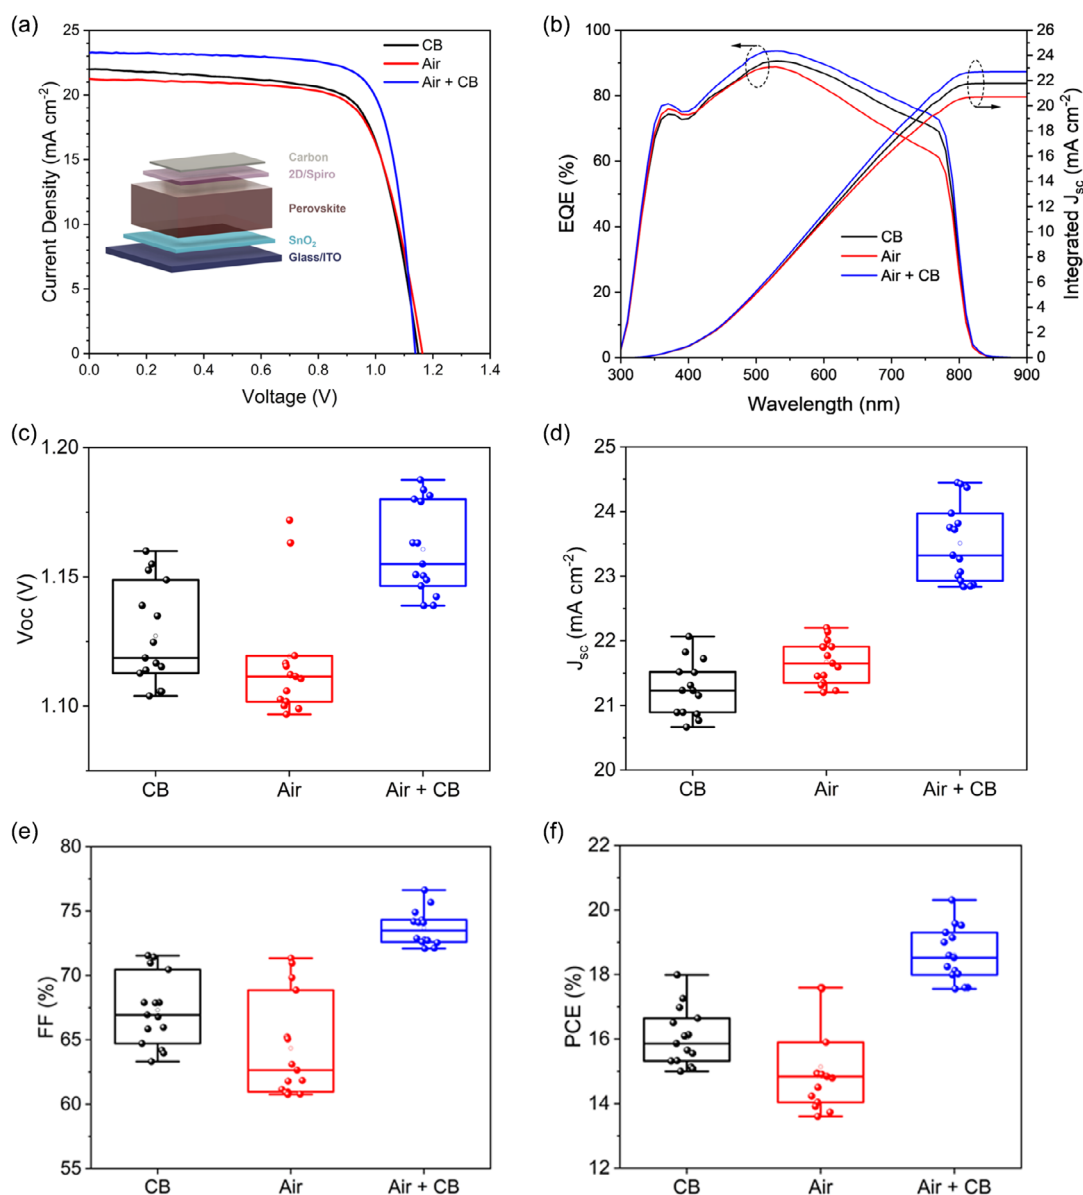 (a)
25
20
15
10
5
0
Current Density (mA cm⁻²)
0.0 0.2 0.4 0.6 0.8 1.0 1.2 1.4
Voltage (V)
CB
Air
Air + CB
Carbon
2D/Spiro
Perovskite
SnO₂
Glass/ITO
(b)
100
80
60
40
20
0
EQE (%)
300 400 500 600 700 800 900
Wavelength (nm)
CB
Air
Air + CB
26
24
22
20
18
16
14
12
10
8
6
4
2
0
Integrated Jsc (mA cm⁻²)
(c)
1.20
1.15
1.10
Voc (V)
CB Air Air + CB
(d)
25
24
23
22
21
20
Jsc (mA cm⁻²)
CB Air Air + CB
(e)
80
75
70
65
60
55
FF (%)
CB Air Air + CB
(f)
22
20
18
16
14
12
PCE (%)
CB Air Air + CB